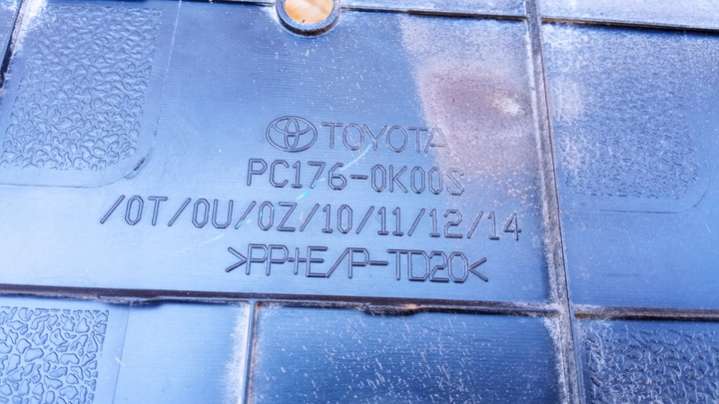 TOYOTA
PC176-0K00S
/0T/0U/0Z/10/11/12/14
>PP+E/P-TD20<